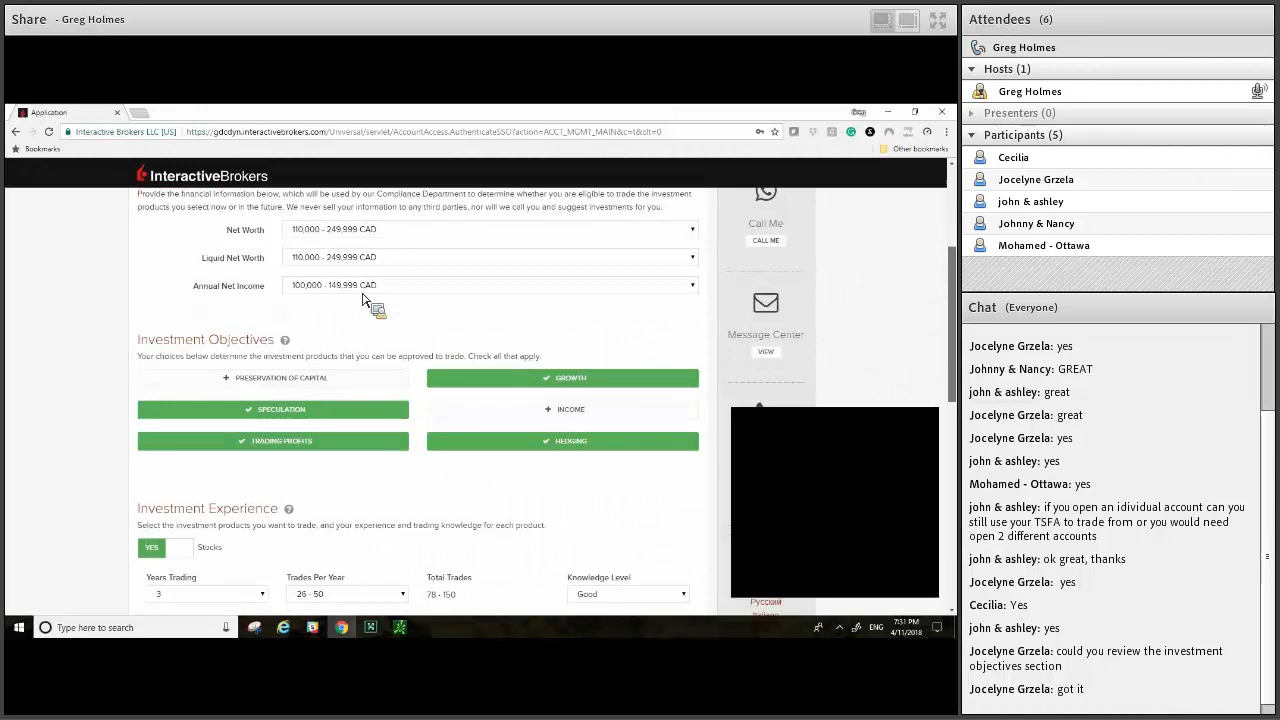 Share - Greg Holmes
Application
Greg
Interactive Brokers LLC [US]
https://gdcdyn.interactivebrokers.com/Universal/servlet/AccountAccess.AuthenticateSSO?action=ACCT_MGMT_MAIN&c=t&clt=0
Bookmarks
Other bookmarks
InteractiveBrokers
Provide the financial information below, which will be used by our Compliance Department to determine whether you are eligible to trade the investment
products you select now or in the future. We never sell your information to any third parties, nor will we call you and suggest investments for you.
Net Worth 110,000 - 249,999 CAD
Liquid Net Worth 110,000 - 249,999 CAD
Annual Net Income 100,000 - 149,999 CAD
Investment Objectives
Your choices below determine the investment products that you can be approved to trade. Check all that apply.
PRESERVATION OF CAPITAL
GROWTH
SPECULATION
INCOME
TRADING PROFITS
HEDGING
Investment Experience
Select the investment products you want to trade, and your experience and trading knowledge for each product.
YES Stocks
Years Trading Trades Per Year Total Trades Knowledge Level
3 26 - 50 78 - 150 Good
Call Me
CALL ME
Message Center
VIEW
Русский
Type here to search
ENG
7:31 PM
4/11/2018
Attendees (6)
Greg Holmes
Hosts (1)
Greg Holmes
Presenters (0)
Participants (5)
Cecilia
Jocelyne Grzela
john & ashley
Johnny & Nancy
Mohamed - Ottawa
Chat (Everyone)
Jocelyne Grzela: yes
Johnny & Nancy: GREAT
john & ashley: great
Jocelyne Grzela: great
Jocelyne Grzela: yes
john & ashley: yes
Mohamed - Ottawa: yes
john & ashley: if you open an idividual account can you
still use your TSFA to trade from or you would need
open 2 different accounts
john & ashley: ok great, thanks
Jocelyne Grzela: yes
Cecilia: Yes
john & ashley: yes
Jocelyne Grzela: could you review the investment
objectives section
Jocelyne Grzela: got it